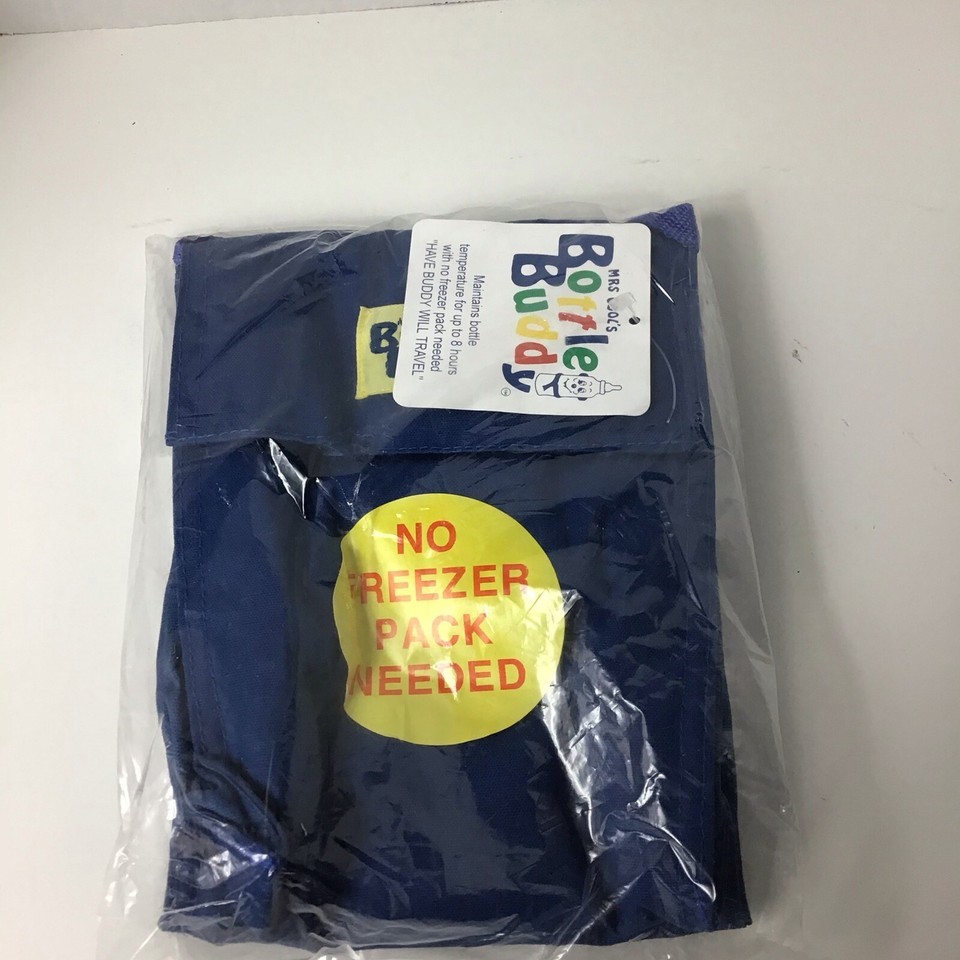 MRS
Bottle
Buddy
Maintains bottle
temperature for up to 8 hours
with no freezer pack needed
"HAVE BUDDY WILL TRAVEL"
B
NO
FREEZER
PACK
NEEDED